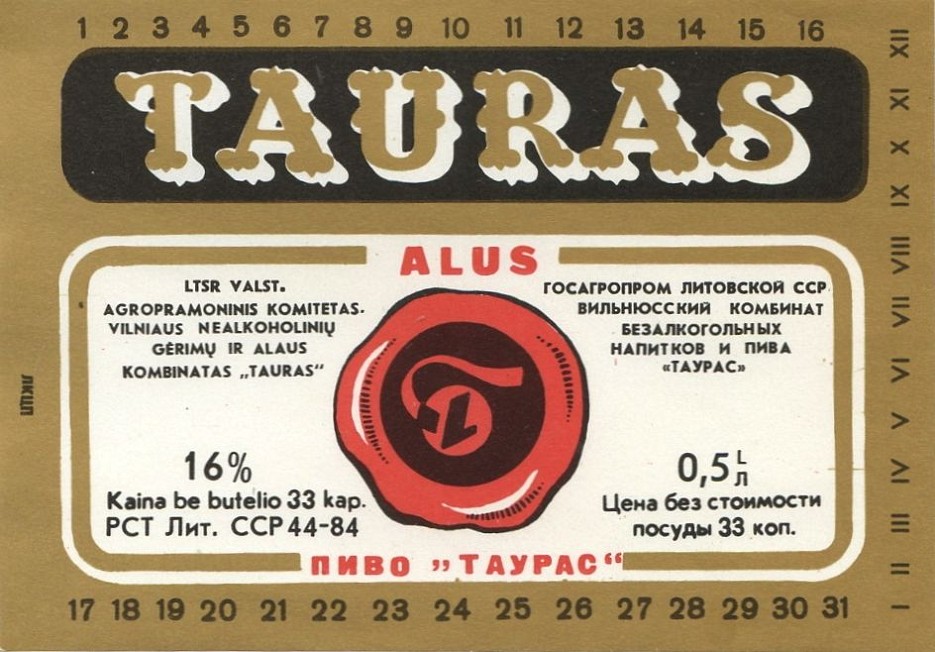 1 2 3 4 5 6 7 8 9 10 11 12 13 14 15 16
TAURAS
ALUS
LTSR VALST.
AGROPRAMONINIS KOMITETAS.
VILNIAUS NEALKOHOLINIŲ
GĖRIMŲ IR ALAUS
KOMBINATAS „TAURAS“
16%
Kaina be butelio 33 kap.
РСТ Лит. ССР 44-84
ГОСАГРОПРОМ ЛИТОВСКОЙ ССР
ВИЛЬНЮССКИЙ КОМБИНАТ
БЕЗАЛКОГОЛЬНЫХ
НАПИТКОВ И ПИВА
«ТАУРАС»
0,5 L
Л
Цена без стоимости
посуды 33 коп.
ПИВО „ТАУРАС“
17 18 19 20 21 22 23 24 25 26 27 28 29 30 31
I II III IV V VI VII VIII IX X XI XII
ЛКШП